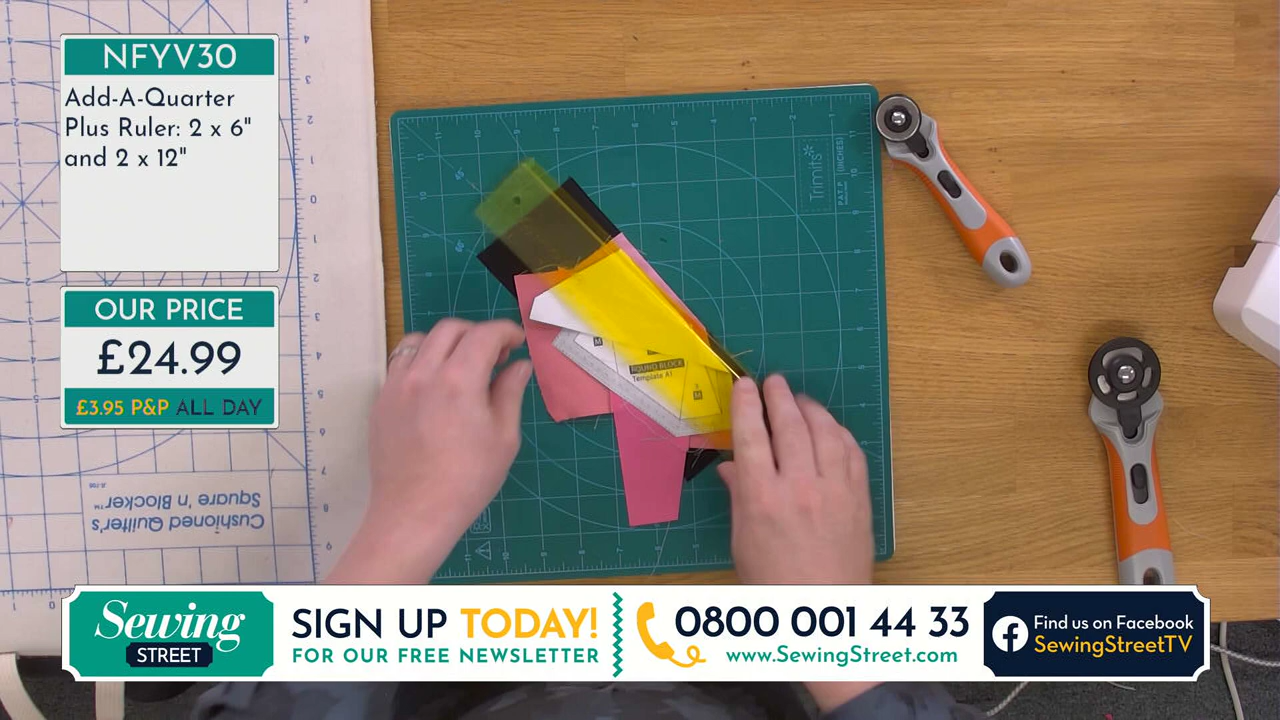 NFYV30
Add-A-Quarter
Plus Ruler: 2 x 6"
and 2 x 12"
OUR PRICE
£24.99
£3.95 P&P ALL DAY
Trimits
Cushioned Quilter's
Square 'n Blocker™
ROUND BLOCK
Template A1
M
Sewing
STREET
SIGN UP TODAY!
FOR OUR FREE NEWSLETTER
0800 001 44 33
www.SewingStreet.com
Find us on Facebook
SewingStreetTV